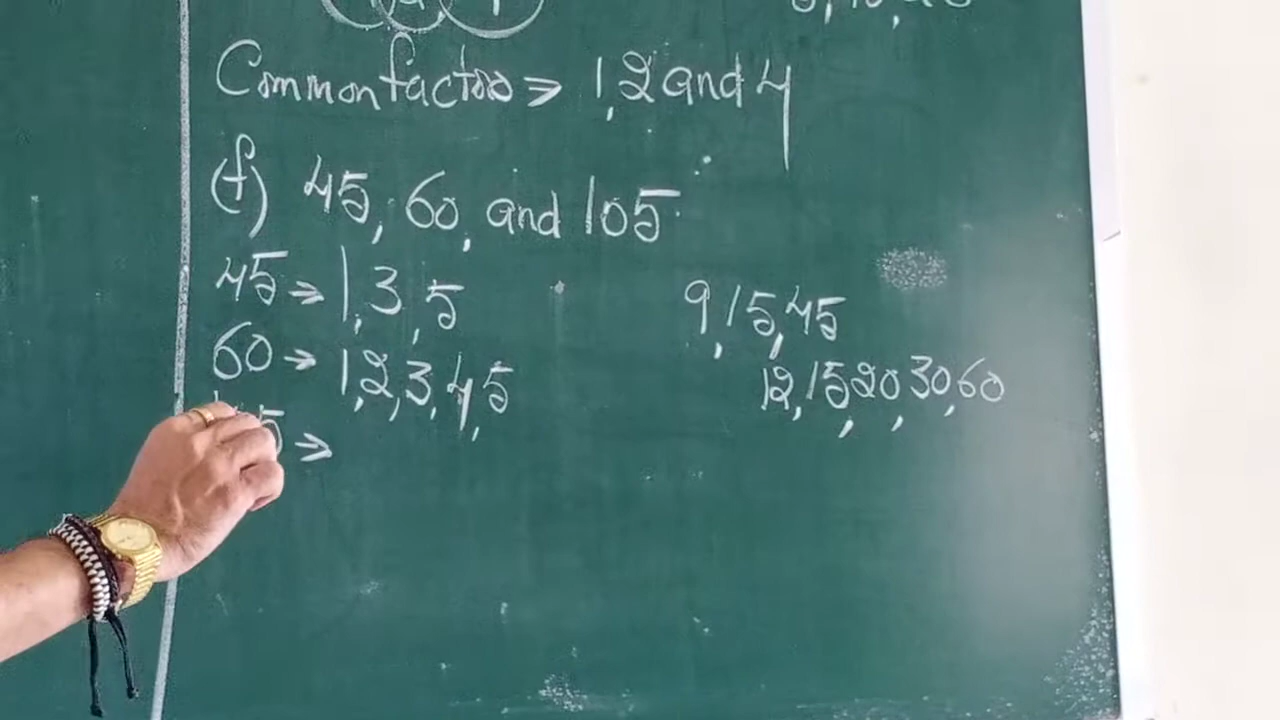 Common factors ⇒ 1, 2 and 4
(f) 45, 60, and 105
45 ⇒ 1, 3, 5 9, 15, 45
60 → 1, 2, 3, 4, 5, 12, 15, 20, 30, 60
5 ⇒